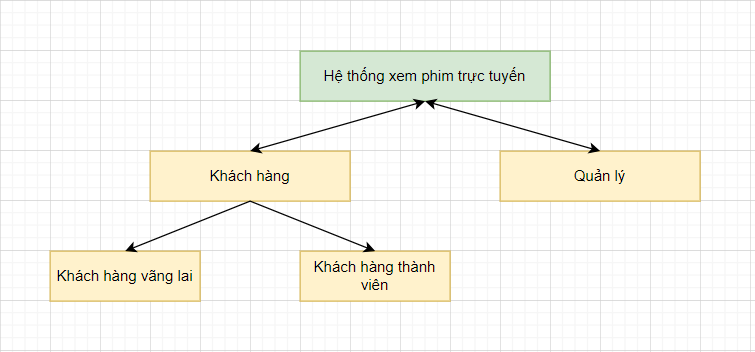 Hệ thống xem phim trực tuyến
Khách hàng
Quản lý
Khách hàng vãng lai
Khách hàng thành
viên